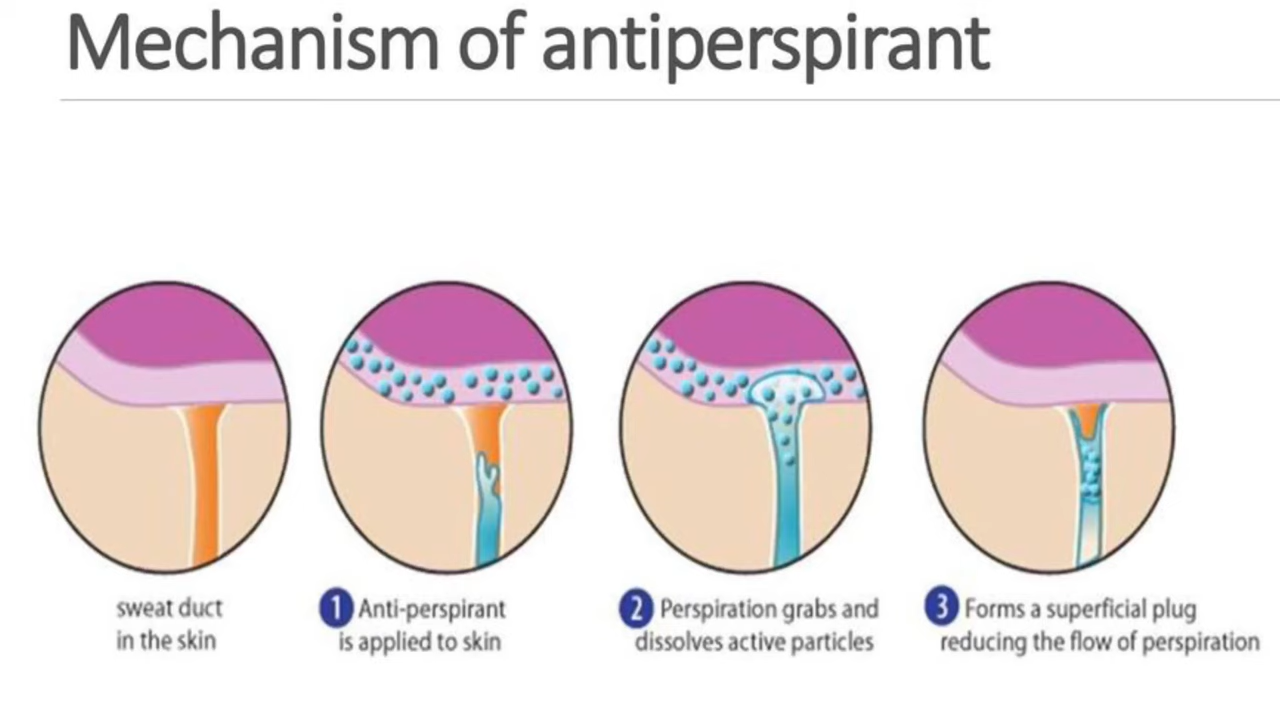 Mechanism of antiperspirant
sweat duct
in the skin
1 Anti-perspirant
is applied to skin
2 Perspiration grabs and
dissolves active particles
3 Forms a superficial plug
reducing the flow of perspiration